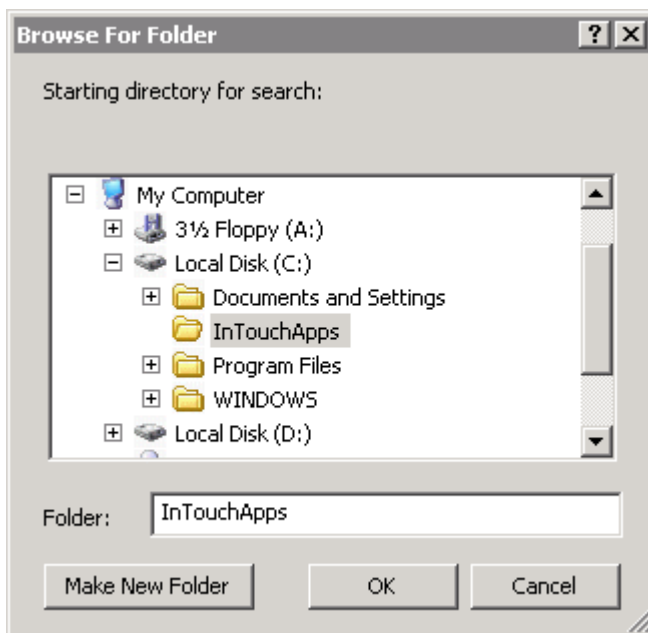 Browse For Folder
Starting directory for search:
My Computer
3½ Floppy (A:)
Local Disk (C:)
Documents and Settings
InTouchApps
Program Files
WINDOWS
Local Disk (D:)
Folder: InTouchApps
Make New Folder OK Cancel